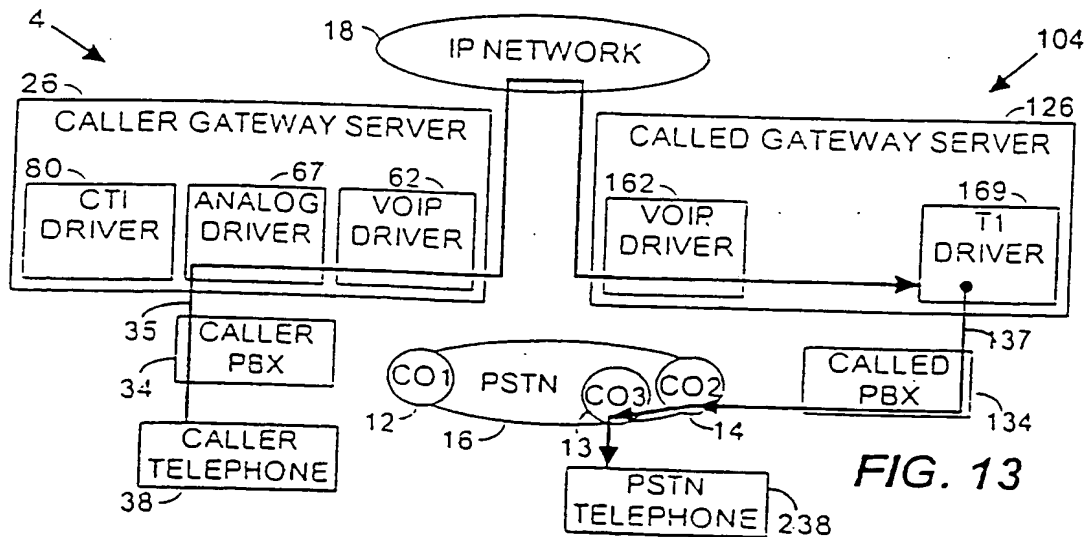 4
18
IP NETWORK
104
26
CALLER GATEWAY SERVER
126
CALLED GATEWAY SERVER
80
CTI
DRIVER
67
ANALOG
DRIVER
62
VOIP
DRIVER
162
VOIP
DRIVER
169
T1
DRIVER
35
34
CALLER
PBX
137
CO1
PSTN
CO3
CO2
CALLED
PBX
12
16
13
14
134
CALLER
TELEPHONE
38
PSTN
TELEPHONE
238
FIG. 13